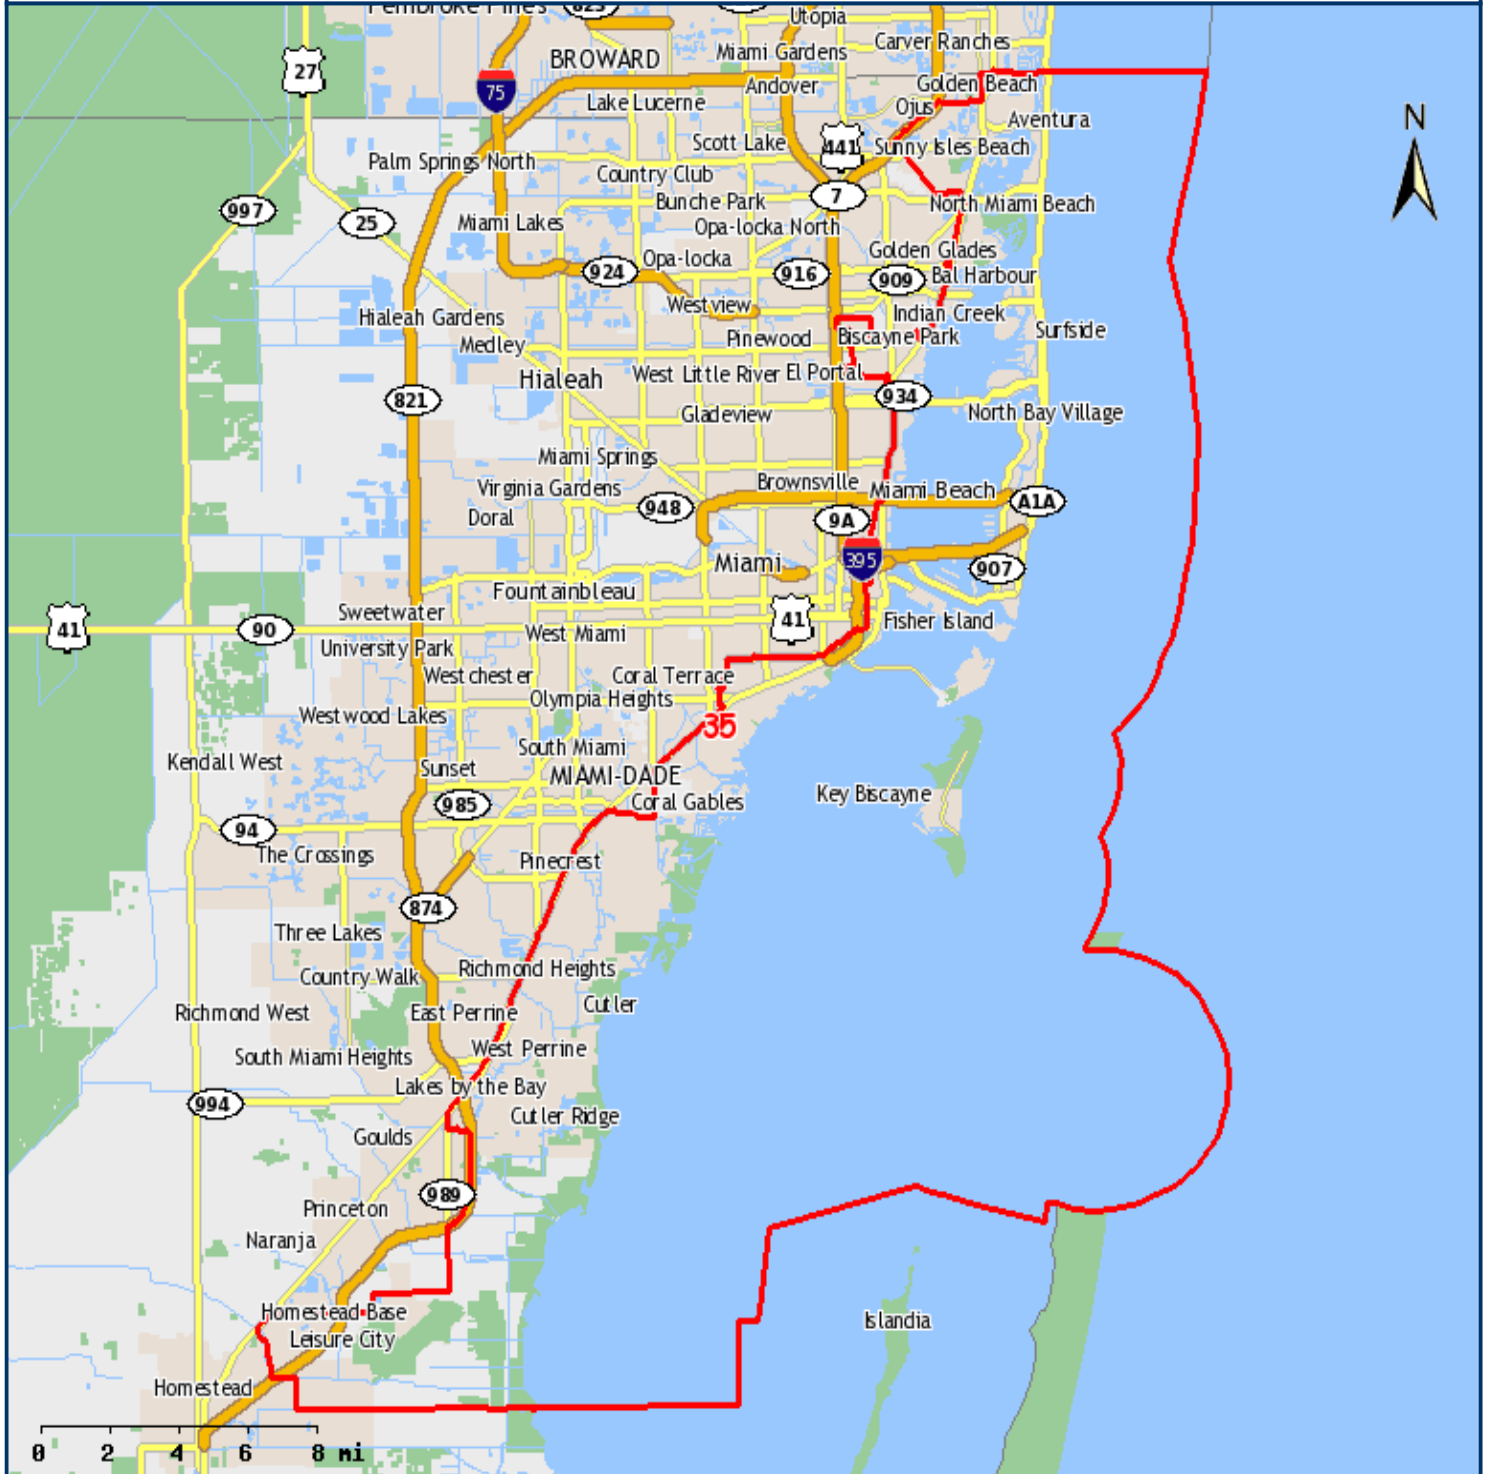 Pembroke Pines
823
Utopia
27
75
BROWARD
Miami Gardens
Carver Ranches
Andover
Golden Beach
Lake Lucerne
Ojus
Aventura
N
Scott Lake
441
Sunny Isles Beach
Palm Springs North
Country Club
7
997
25
Miami Lakes
Bunche Park
North Miami Beach
Opa-locka North
Golden Glades
924
Opa-locka
916
909
Bal Harbour
Westview
Indian Creek
Hialeah Gardens
Medley
Pinewood
Biscayne Park
Surfside
Hialeah
West Little River
El Portal
821
934
Gladeview
North Bay Village
Miami Springs
Virginia Gardens
Brownsville
Miami Beach
A1A
948
Doral
9A
Miami
395
907
Fountainbleau
Sweetwater
41
90
41
Fisher Island
West Miami
University Park
Westchester
Coral Terrace
Olympia Heights
Westwood Lakes
35
South Miami
Kendall West
Sunset
MIAMI-DADE
Key Biscayne
985
Coral Gables
94
The Crossings
Pinecrest
874
Three Lakes
Country Walk
Richmond Heights
Cutler
Richmond West
East Perrine
South Miami Heights
West Perrine
Lakes by the Bay
994
Cutler Ridge
Goulds
989
Princeton
Naranja
Homestead Base
Leisure City
Islandia
Homestead
0 2 4 6 8 mi